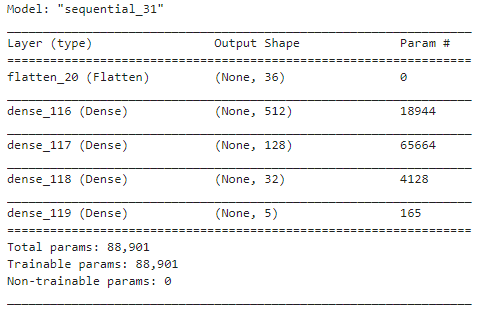 Model: "sequential_31"
Layer (type) Output Shape Param #
flatten_20 (Flatten) (None, 36) 0
dense_116 (Dense) (None, 512) 18944
dense_117 (Dense) (None, 128) 65664
dense_118 (Dense) (None, 32) 4128
dense_119 (Dense) (None, 5) 165
Total params: 88,901
Trainable params: 88,901
Non-trainable params: 0